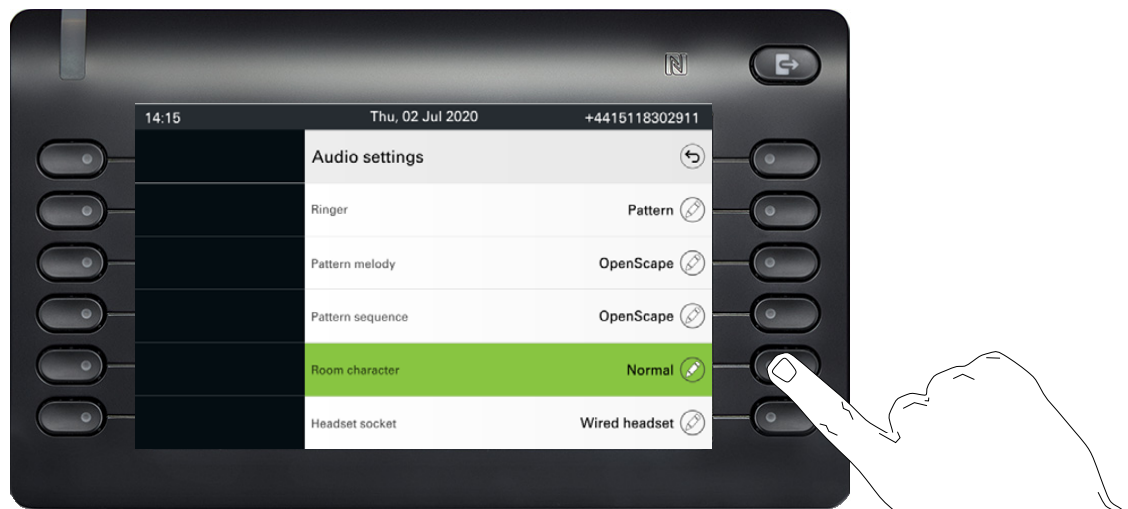 14:15 Thu, 02 Jul 2020 +4415118302911
Audio settings
Ringer Pattern
Pattern melody OpenScape
Pattern sequence OpenScape
Room character Normal
Headset socket Wired headset